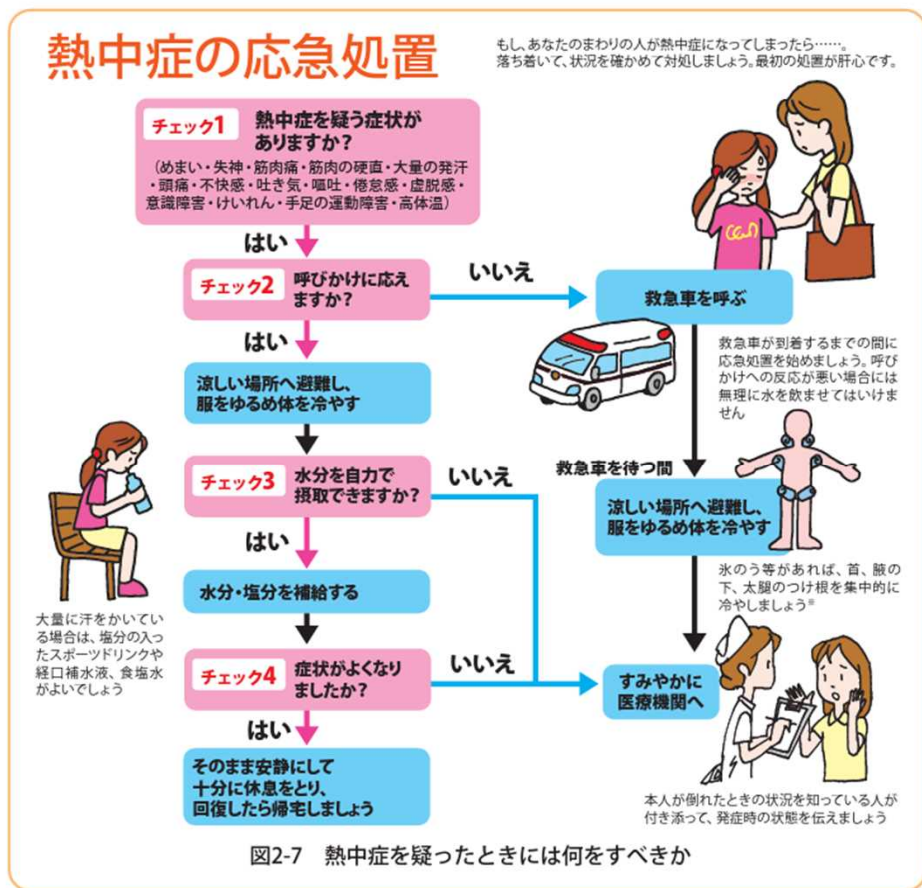 熱中症の応急処置
もし、あなたのまわりの人が熱中症になってしまったら……。
落ち着いて、状況を確かめて対処しましょう。最初の処置が肝心です。
チェック1
熱中症を疑う症状が
ありますか？
（めまい・失神・筋肉痛・筋肉の硬直・大量の発汗
・頭痛・不快感・吐き気・嘔吐・倦怠感・虚脱感・
意識障害・けいれん・手足の運動障害・高体温）
はい
チェック2
呼びかけに応え
ますか？
いいえ
救急車を呼ぶ
はい
救急車が到着するまでの間に
応急処置を始めましょう。呼び
かけへの反応が悪い場合には
無理に水を飲ませてはいけま
せん
涼しい場所へ避難し、
服をゆるめ体を冷やす
チェック3
水分を自力で
摂取できますか？
いいえ
救急車を待つ間
涼しい場所へ避難し、
服をゆるめ体を冷やす
はい
氷のう等があれば、首、腋の
下、太腿のつけ根を集中的に
冷やしましょう※
水分・塩分を補給する
大量に汗をかいてい
る場合は、塩分の入っ
たスポーツドリンクや
経口補水液、食塩水
がよいでしょう
チェック4
症状がよくなり
ましたか？
いいえ
すみやかに
医療機関へ
はい
そのまま安静にして
十分に休息をとり、
回復したら帰宅しましょう
本人が倒れたときの状況を知っている人が
付き添って、発症時の状態を伝えましょう
図2-7　熱中症を疑ったときには何をすべきか